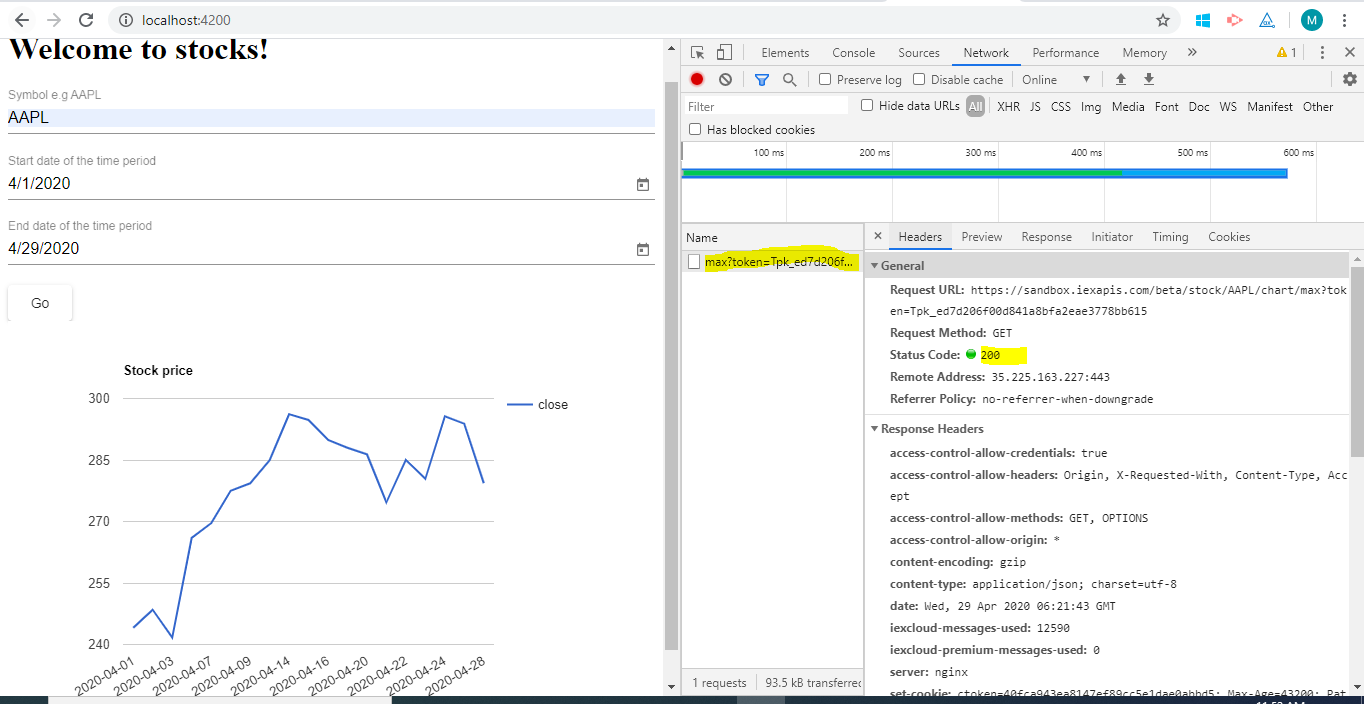 localhost:4200
M
Welcome to stocks!
Symbol e.g AAPL
AAPL
Start date of the time period
4/1/2020
End date of the time period
4/29/2020
Go
Stock price
300
285
270
255
240
close
2020-04-01
2020-04-03
2020-04-07
2020-04-09
2020-04-14
2020-04-16
2020-04-20
2020-04-22
2020-04-24
2020-04-28
Elements Console Sources Network Performance Memory » 1
Preserve log Disable cache Online
Filter Hide data URLs All XHR JS CSS Img Media Font Doc WS Manifest Other
Has blocked cookies
100 ms 200 ms 300 ms 400 ms 500 ms 600 ms
Name
max?token=Tpk_ed7d206f...
1 requests 93.5 kB transferrec
Headers Preview Response Initiator Timing Cookies
General
Request URL: https://sandbox.iexapis.com/beta/stock/AAPL/chart/max?tok
en=Tpk_ed7d206f00d841a8bfa2eae3778bb615
Request Method: GET
Status Code: 200
Remote Address: 35.225.163.227:443
Referrer Policy: no-referrer-when-downgrade
Response Headers
access-control-allow-credentials: true
access-control-allow-headers: Origin, X-Requested-With, Content-Type, Acc
ept
access-control-allow-methods: GET, OPTIONS
access-control-allow-origin: *
content-encoding: gzip
content-type: application/json; charset=utf-8
date: Wed, 29 Apr 2020 06:21:43 GMT
iexcloud-messages-used: 12590
iexcloud-premium-messages-used: 0
server: nginx
set-cookie: ctoken=40fca943ea8147ef89cc5e1dae0abbd5; Max-Age=43200; Pat